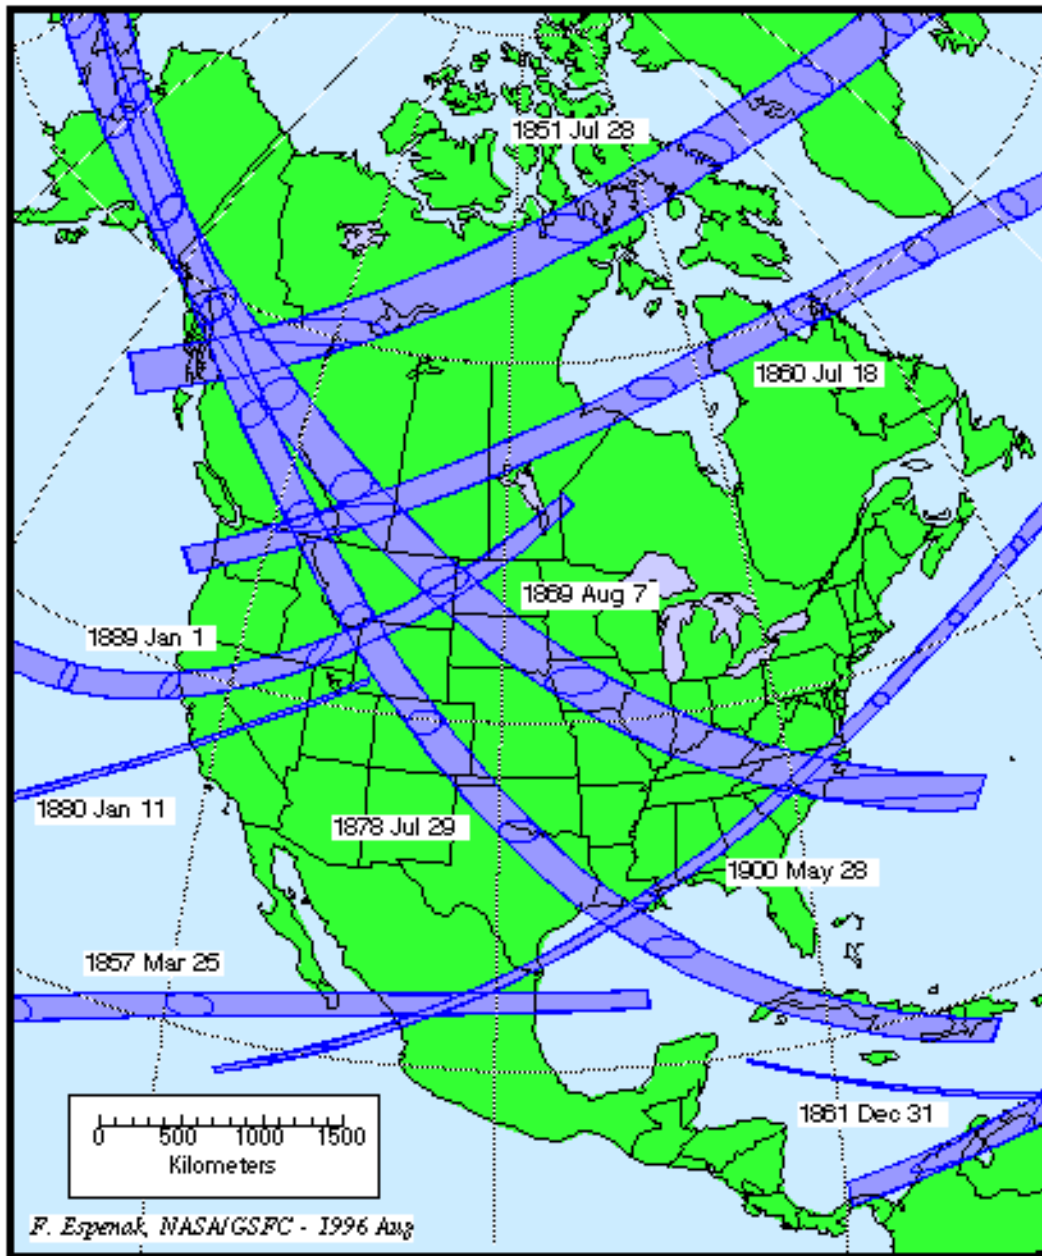 1851 Jul 28
1860 Jul 18
1869 Aug 7
1889 Jan 1
1880 Jan 11
1878 Jul 29
1900 May 28
1857 Mar 25
1861 Dec 31
0 500 1000 1500
Kilometers
F. Espenak, NASA/GSFC - 1996 Aug